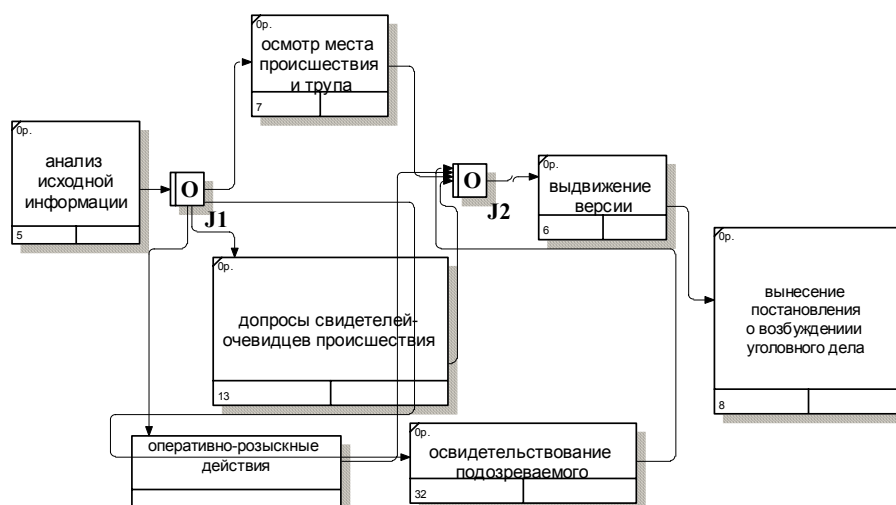 0р.
осмотр места
происшествия
и трупа
7
0р.
анализ
исходной
информации
5
O
J1
O
J2
0р.
выдвижение
версии
6
0р.
вынесение
постановления
о возбуждениии
уголовного дела
8
0р.
допросы свидетелей-
очевидцев происшествия
13
оперативно-розыскные
действия
0р.
освидетельствование
подозреваемого
32